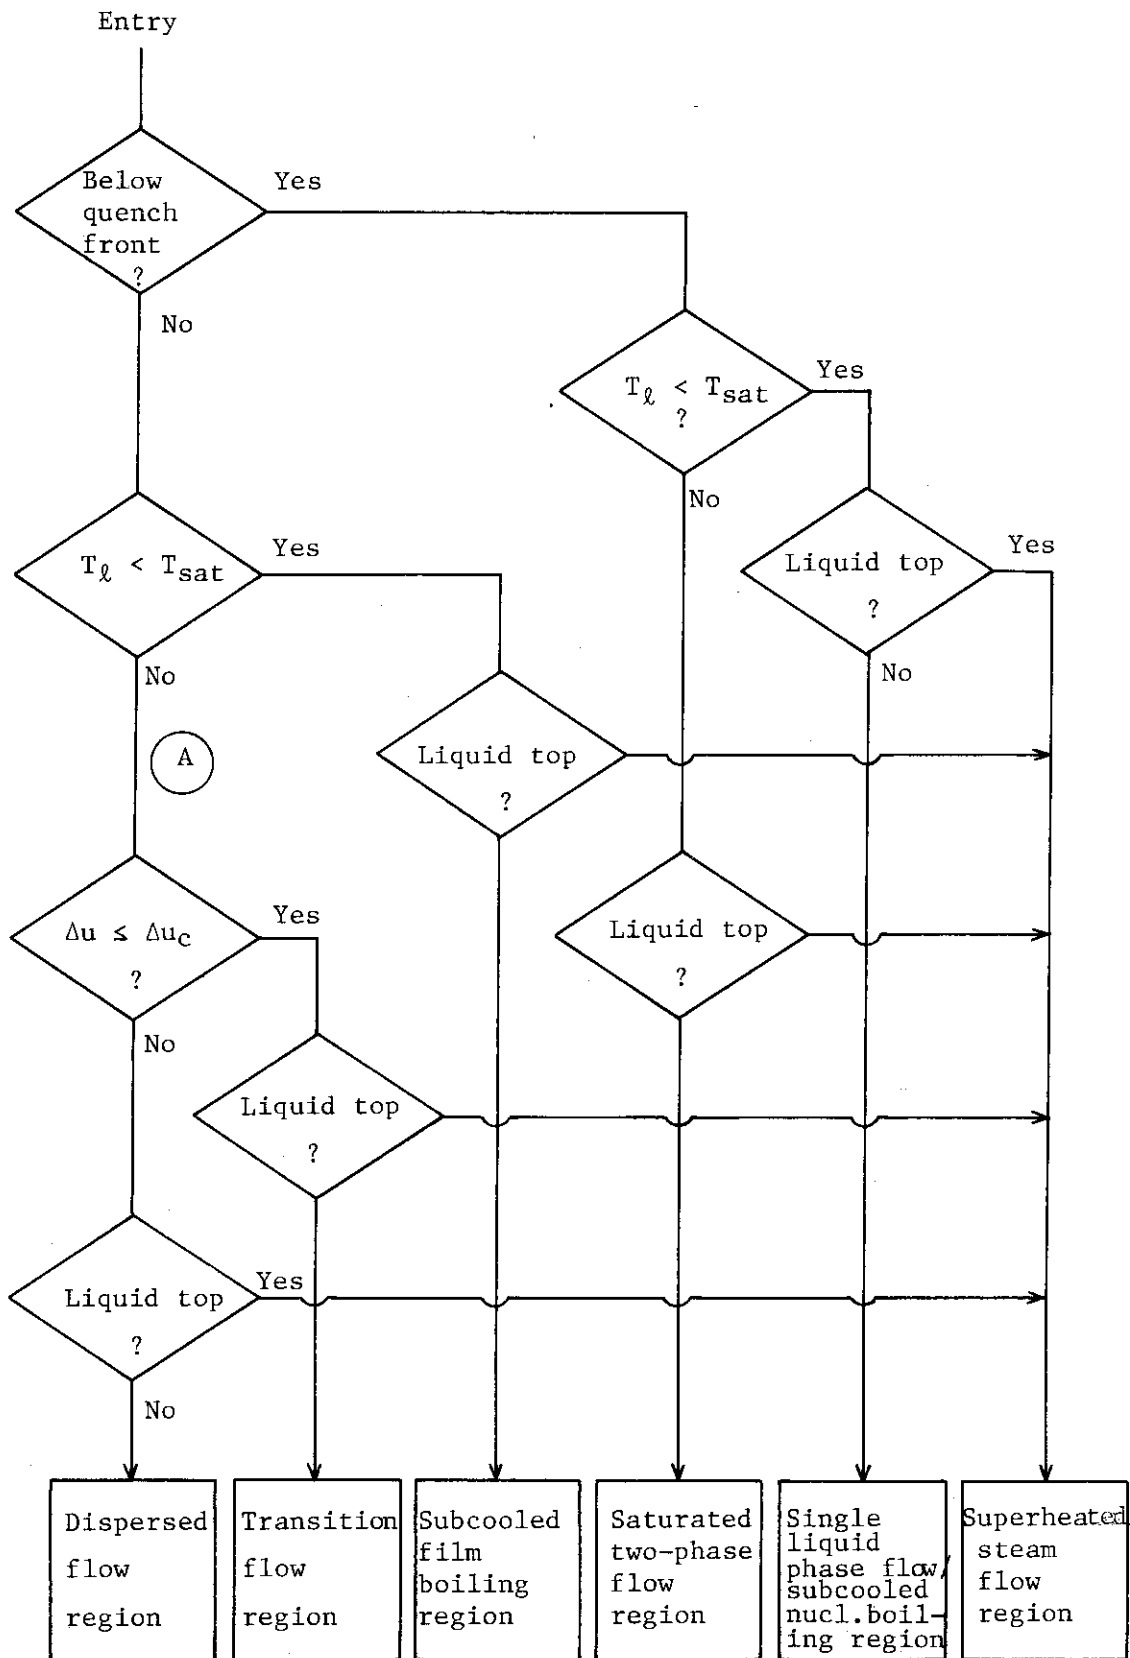 Entry
Below
quench
front
?
Yes
No
Tℓ < Tsat
?
Yes
No
Tℓ < Tsat
Yes
No
Liquid top
?
Yes
No
A
Liquid top
?
Δu ≤ Δuc
?
Yes
No
Liquid top
?
Liquid top
?
Liquid top
?
Yes
No
Dispersed
flow
region
Transition
flow
region
Subcooled
film
boiling
region
Saturated
two-phase
flow
region
Single
liquid
phase flow/
subcooled
nucl.boil-
ing region
Superheated
steam
flow
region